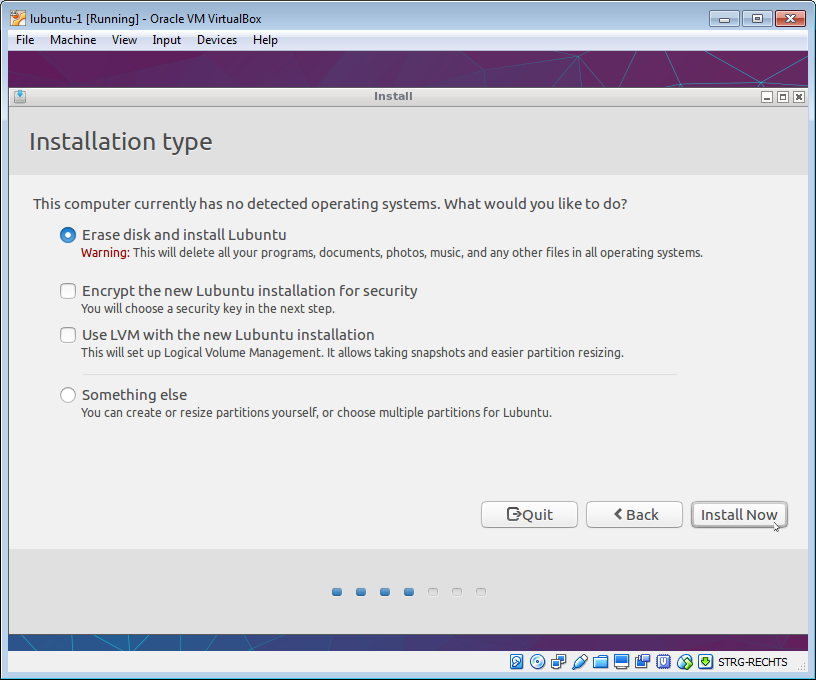 lubuntu-1 [Running] - Oracle VM VirtualBox
File Machine View Input Devices Help
Install
Installation type
This computer currently has no detected operating systems. What would you like to do?
Erase disk and install Lubuntu
Warning: This will delete all your programs, documents, photos, music, and any other files in all operating systems.
Encrypt the new Lubuntu installation for security
You will choose a security key in the next step.
Use LVM with the new Lubuntu installation
This will set up Logical Volume Management. It allows taking snapshots and easier partition resizing.
Something else
You can create or resize partitions yourself, or choose multiple partitions for Lubuntu.
Quit Back Install Now
STRG-RECHTS